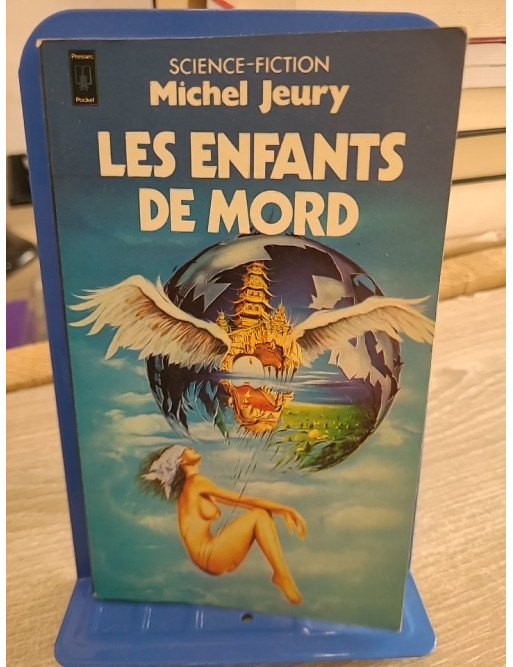 Presses
Pocket
SCIENCE-FICTION
Michel Jeury
LES ENFANTS
DE MORD